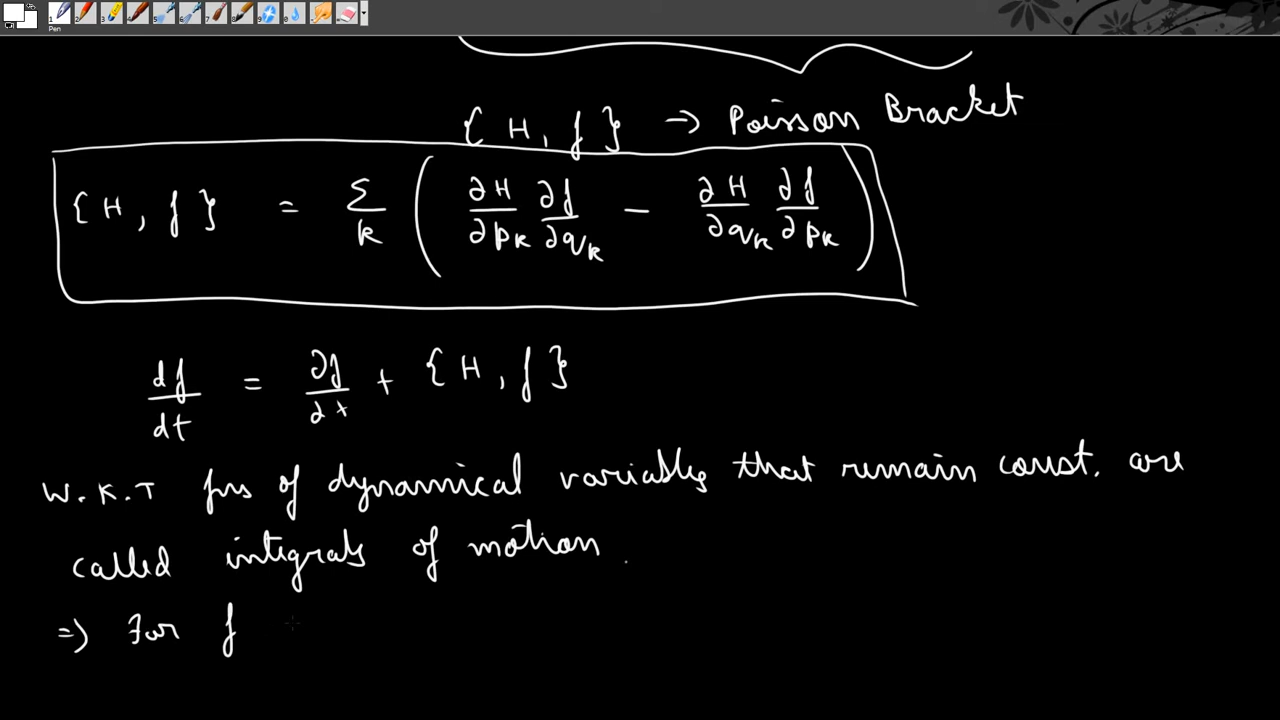 Pen
{ H , f } → Poisson Bracket
{ H , f } = Σ_k ( ∂H/∂p_k ∂f/∂q_k − ∂H/∂q_k ∂f/∂p_k )
df/dt = ∂f/∂t + { H , f }
W.K.T fns of dynamical variables that remain const. are
called integrals of motion .
=) For f